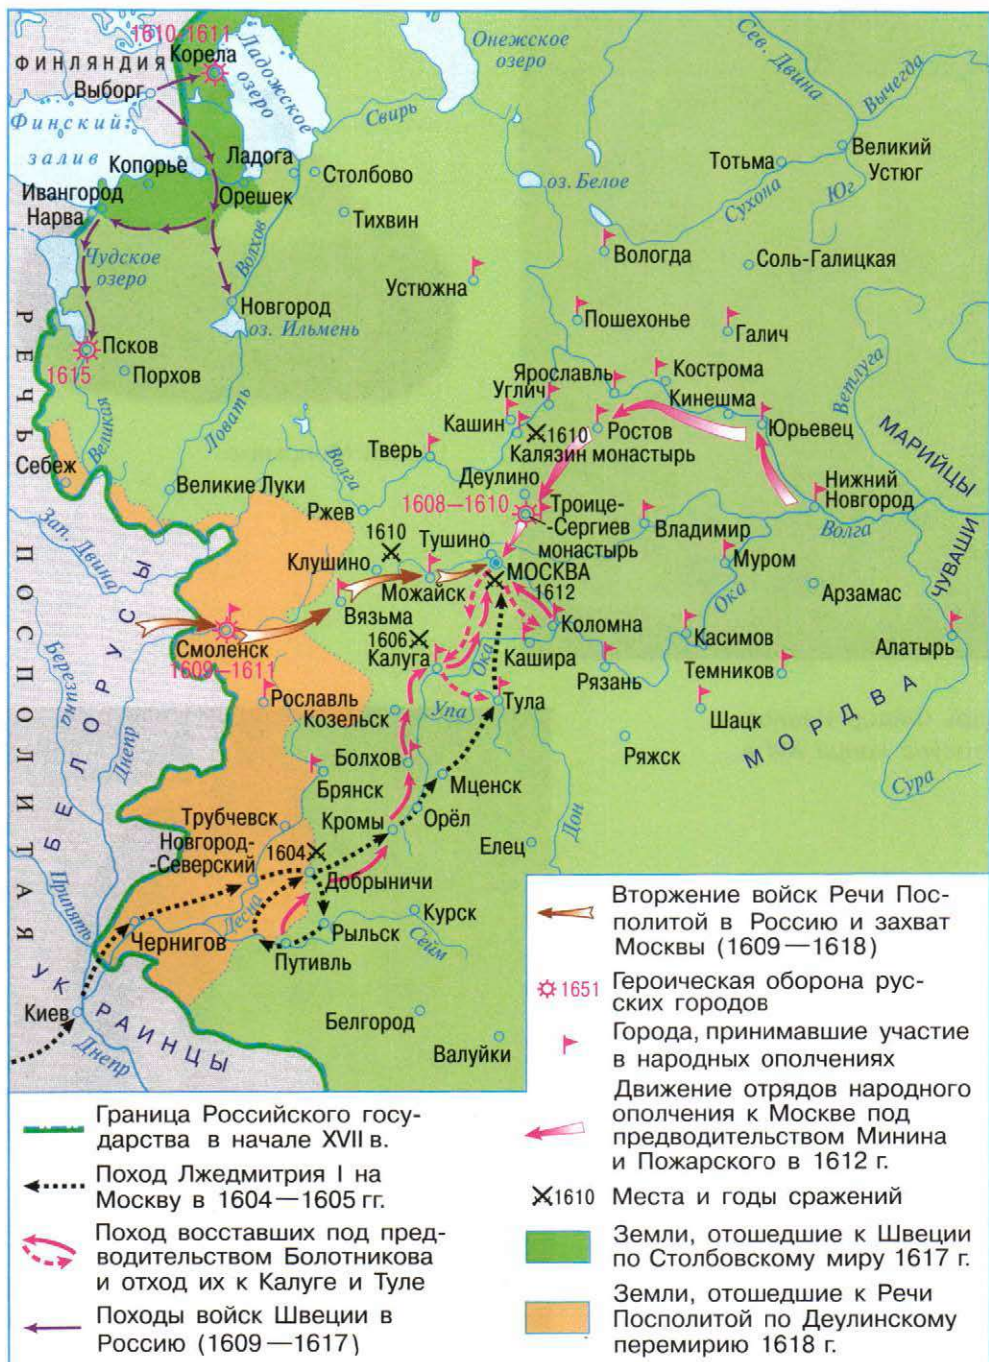 1610-1611
Корела
ФИНЛЯНДИЯ
Выборг
Ладожское
озеро
Онежское
озеро
Свирь
Сев. Двина
Вычегда
Финский
залив
Копорье
Ладога
Столбово
Тотьма
Великий
Устюг
Ивангород
Нарва
Орешек
оз. Белое
Сухона
Юг
Тихвин
Волхов
Чудское
озеро
Вологда
Соль-Галицкая
Устюжна
Новгород
оз. Ильмень
Пошехонье
Галич
Псков
1615
Порхов
Ярославль
Кострома
Углич
Кинешма
Ветлуга
Великая
Ловать
Кашин
1610
Калязин монастырь
Ростов
Юрьевец
МАРИЙЦЫ
Тверь
Волга
Себеж
Великие Луки
Деулино
Нижний
Новгород
Ржев
1608—1610
Троице-
-Сергиев
монастырь
Владимир
Волга
Зап. Двина
1610
Клушино
Тушино
МОСКВА
1612
Муром
ЧУВАШИ
Можайск
Вязьма
Арзамас
Ока
Смоленск
1609—1611
1606
Калуга
Ока
Коломна
Кашира
Касимов
Алатырь
Березина
Рязань
Темников
Рославль
Козельск
Упа
Тула
Шацк
МОРДВА
Днепр
Болхов
Ряжск
Брянск
Мценск
Сура
РЕЧЬ ПОСПОЛИТАЯ
БЕЛОРУСЫ
Трубчевск
Кромы
Орёл
Дон
Новгород-
-Северский
1604
Елец
Добрыничи
Припять
Десна
Курск
Чернигов
Рыльск
Сейм
Путивль
Киев
УКРАИНЦЫ
Белгород
Днепр
Валуйки
Вторжение войск Речи Пос-
политой в Россию и захват
Москвы (1609—1618)
1651 Героическая оборона рус-
ских городов
Города, принимавшие участие
в народных ополчениях
Движение отрядов народного
ополчения к Москве под
предводительством Минина
и Пожарского в 1612 г.
1610 Места и годы сражений
Земли, отошедшие к Швеции
по Столбовскому миру 1617 г.
Земли, отошедшие к Речи
Посполитой по Деулинскому
перемирию 1618 г.
Граница Российского госу-
дарства в начале XVII в.
Поход Лжедмитрия I на
Москву в 1604—1605 гг.
Поход восставших под пред-
водительством Болотникова
и отход их к Калуге и Туле
Походы войск Швеции в
Россию (1609—1617)